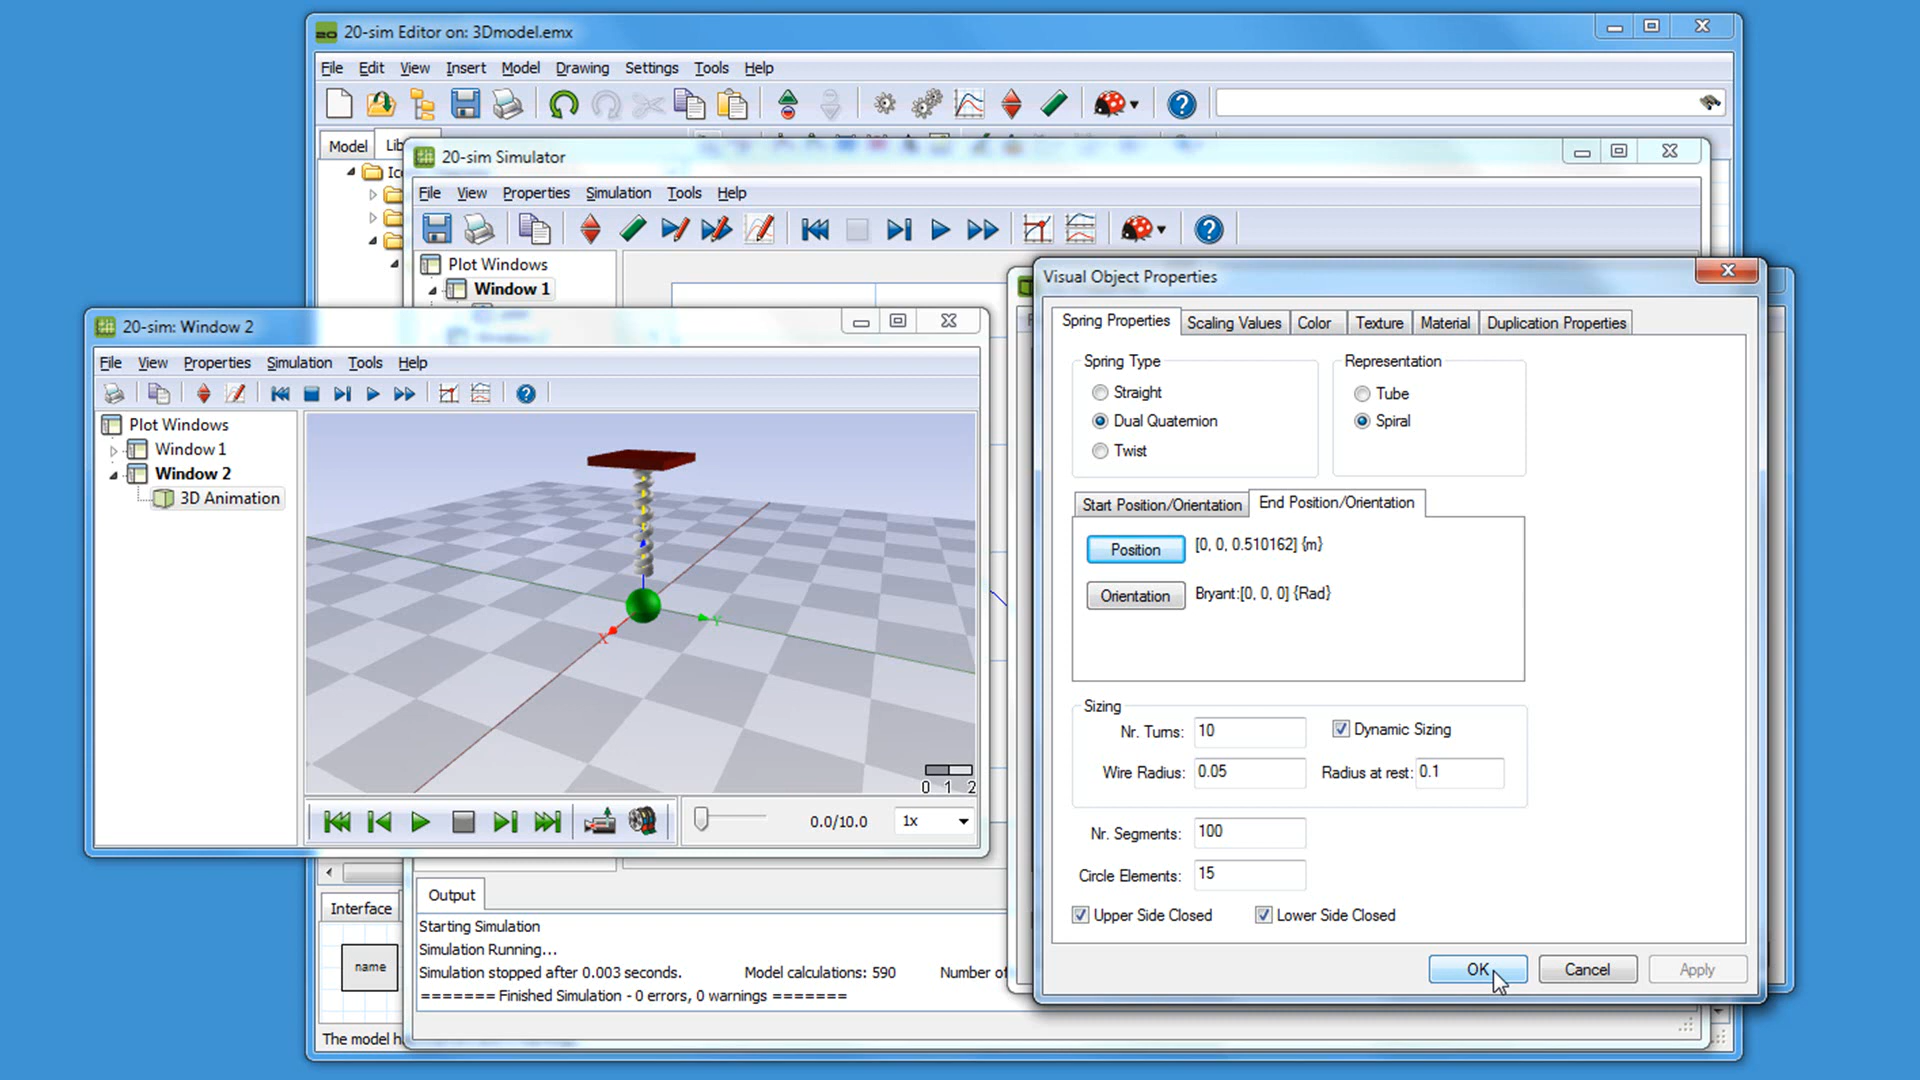 20-sim Editor on: 3Dmodel.emx
File Edit View Insert Model Drawing Settings Tools Help
Model
20-sim Simulator
File View Properties Simulation Tools Help
Plot Windows
Window 1
20-sim: Window 2
File View Properties Simulation Tools Help
Plot Windows
Window 1
Window 2
3D Animation
X
Y
0 1 2
0.0/10.0
1x
Output
Starting Simulation
Simulation Running...
Simulation stopped after 0.003 seconds. Model calculations: 590 Number of
======= Finished Simulation - 0 errors, 0 warnings =======
Interface
name
The model
Visual Object Properties
Spring Properties Scaling Values Color Texture Material Duplication Properties
Spring Type
Straight
Dual Quaternion
Twist
Representation
Tube
Spiral
Start Position/Orientation End Position/Orientation
Position [0, 0, 0.510162] {m}
Orientation Bryant:[0, 0, 0] {Rad}
Sizing
Nr. Turns: 10
Dynamic Sizing
Wire Radius: 0.05
Radius at rest: 0.1
Nr. Segments: 100
Circle Elements: 15
Upper Side Closed
Lower Side Closed
OK Cancel Apply